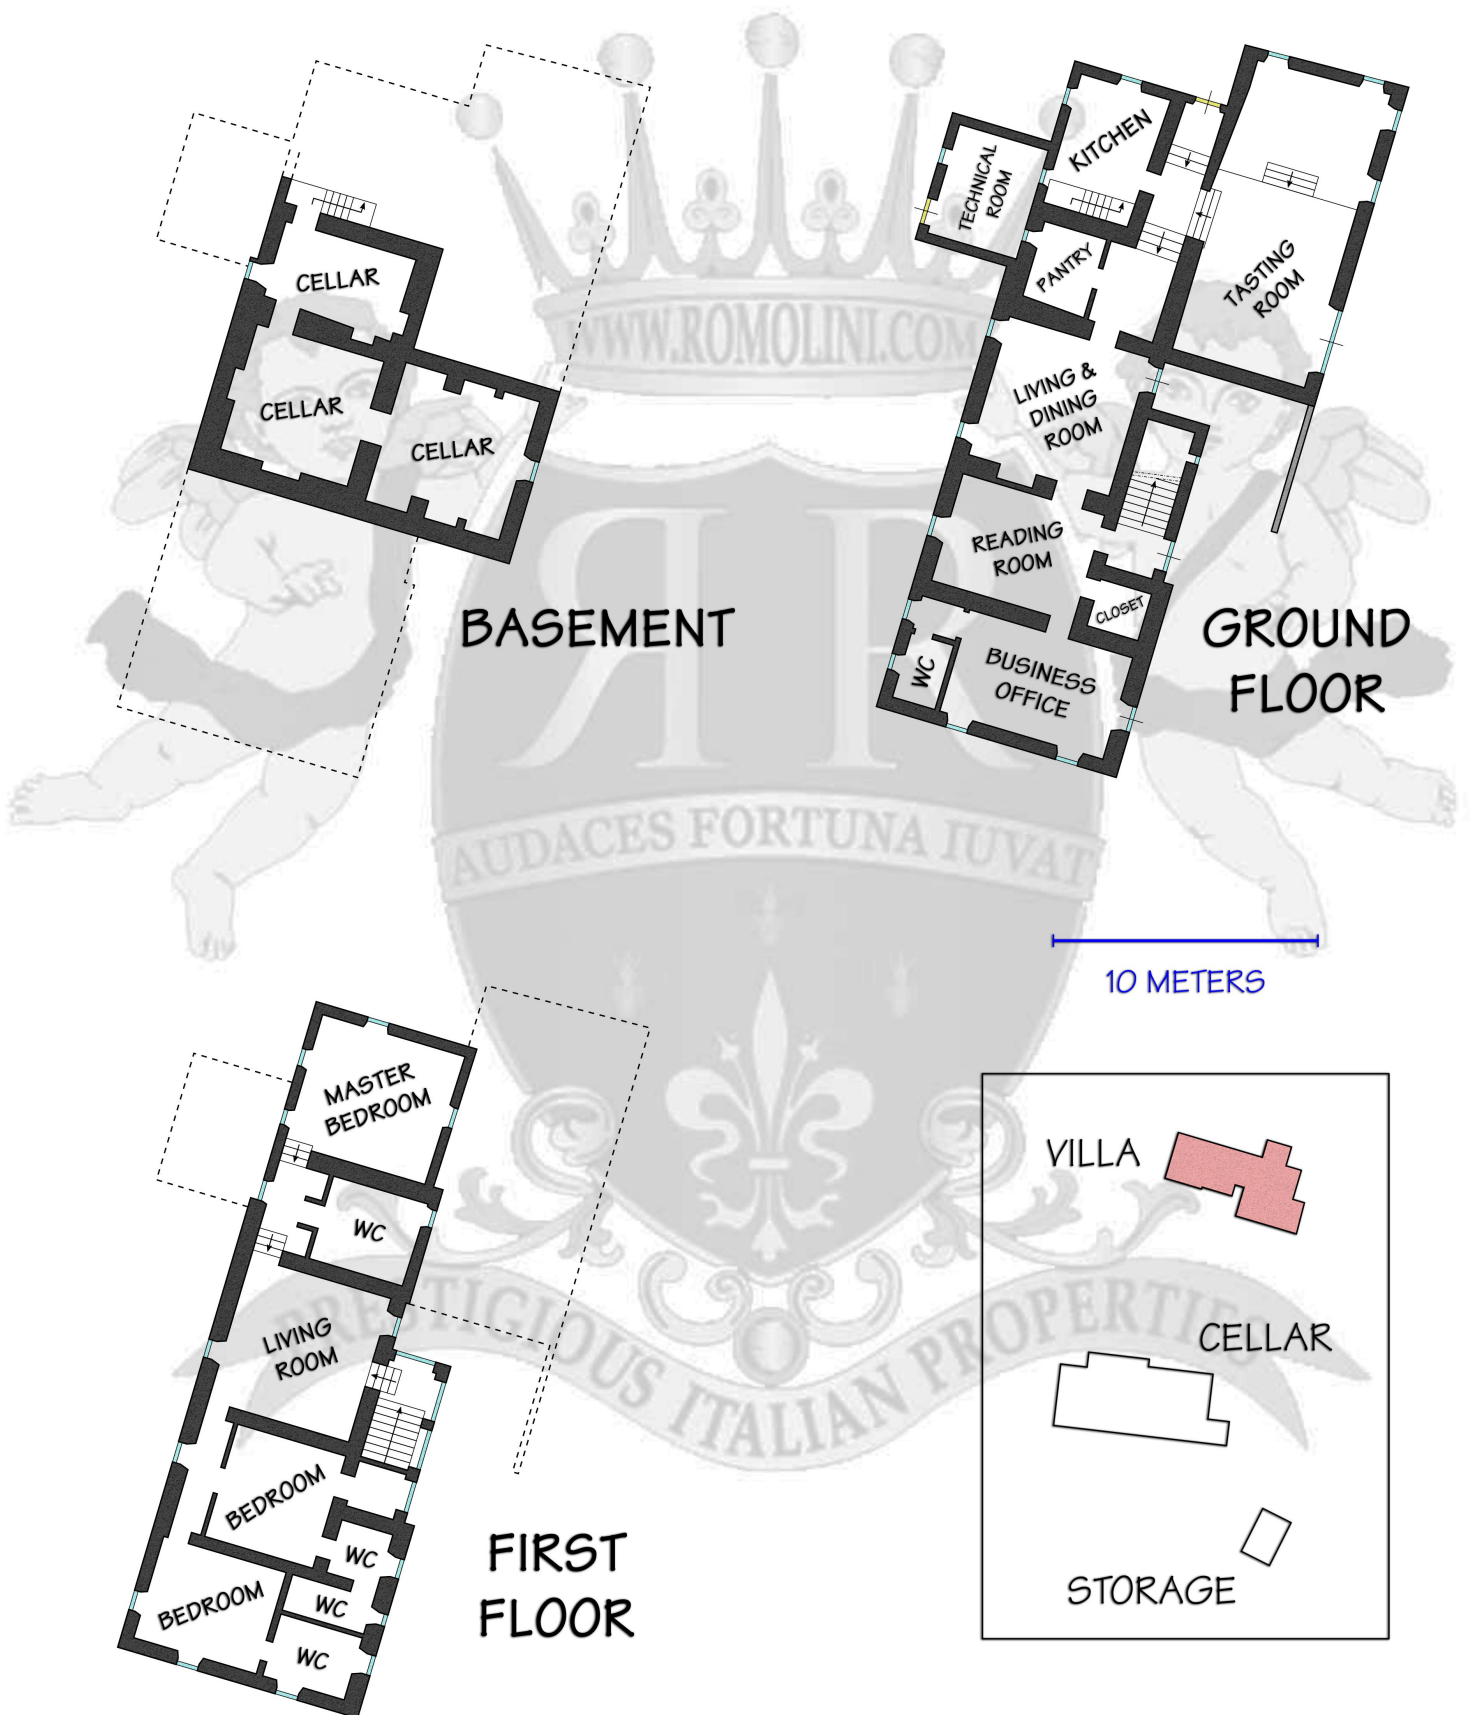 CELLAR
CELLAR
CELLAR
BASEMENT
KITCHEN
TECHNICAL
ROOM
PANTRY
TASTING
ROOM
LIVING &
DINING
ROOM
READING
ROOM
CLOSET
WC
BUSINESS
OFFICE
GROUND
FLOOR
WWW.ROMOLINI.COM
R R
AUDACES FORTUNA IUVAT
10 METERS
MASTER
BEDROOM
WC
LIVING
ROOM
BEDROOM
WC
BEDROOM
WC
WC
FIRST
FLOOR
PRESTIGIOUS ITALIAN PROPERTIES
VILLA
CELLAR
STORAGE